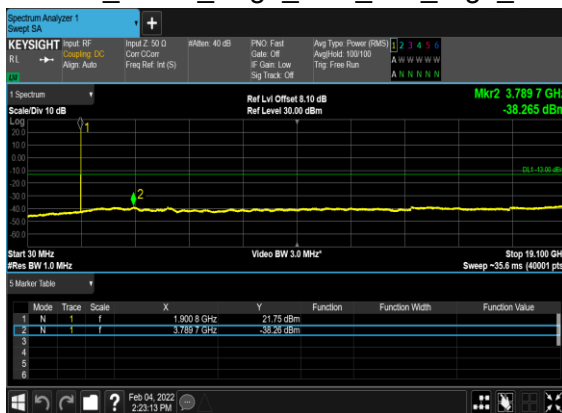 Spectrum Analyzer 1
Swept SA
+
KEYSIGHT
RL
Input: RF
Coupling: DC
Align: Auto
Input Z: 50 Ω
Corr CCorr
Freq Ref: Int (S)
#Atten: 40 dB
PNO: Fast
Gate: Off
IF Gain: Low
Sig Track: Off
Avg Type: Power (RMS)
Avg|Hold: 100/100
Trig: Free Run
1 2 3 4 5 6
A W W W W W
A N N N N N
1 Spectrum
Scale/Div 10 dB
Ref Lvl Offset 8.10 dB
Ref Level 30.00 dBm
Mkr2 3.789 7 GHz
-38.265 dBm
Log
20.0
10.0
0.00
-10.0
-20.0
-30.0
-40.0
-50.0
-60.0
1
2
DL1 -13.00 dBm
Start 30 MHz
#Res BW 1.0 MHz
Video BW 3.0 MHz*
Stop 19.100 GHz
Sweep ~35.6 ms (40001 pts)
5 Marker Table
Mode Trace Scale X Y Function Function Width Function Value
1 N 1 f 1.900 8 GHz 21.75 dBm
2 N 1 f 3.789 7 GHz -38.26 dBm
3
4
5
6
? Feb 04, 2022
2:23:13 PM